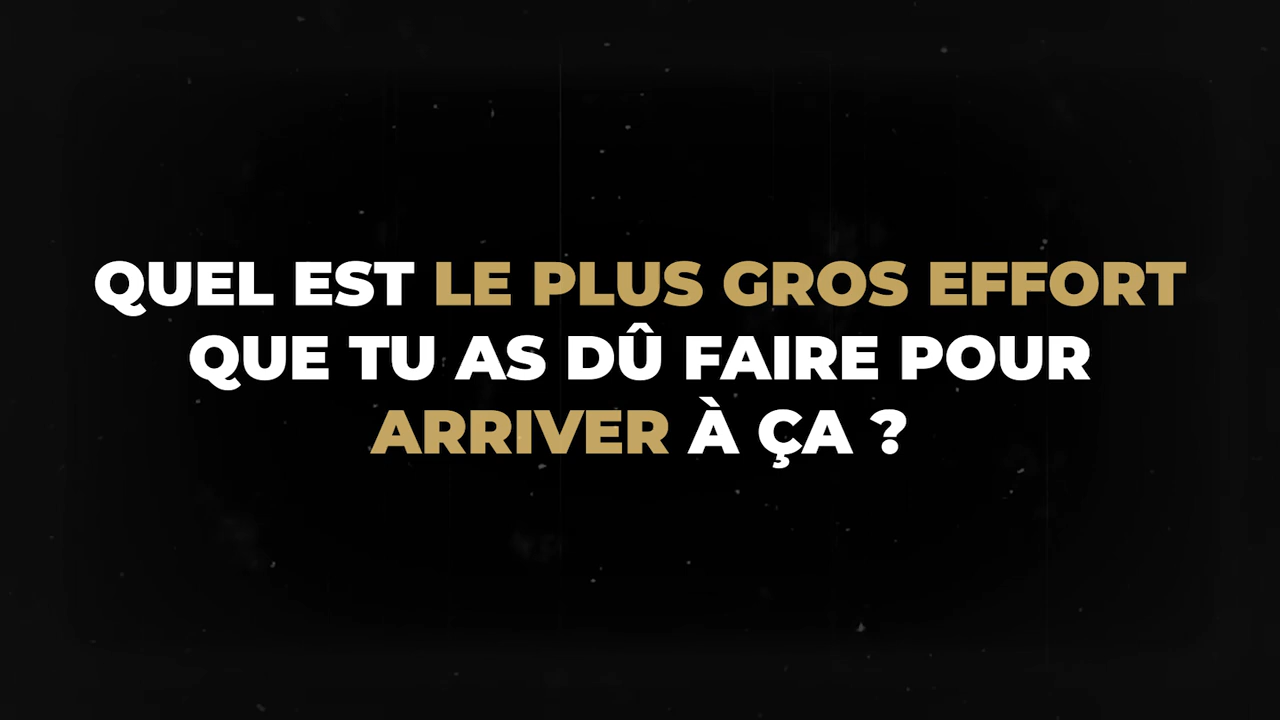 QUEL EST LE PLUS GROS EFFORT
QUE TU AS DÛ FAIRE POUR
ARRIVER À ÇA ?